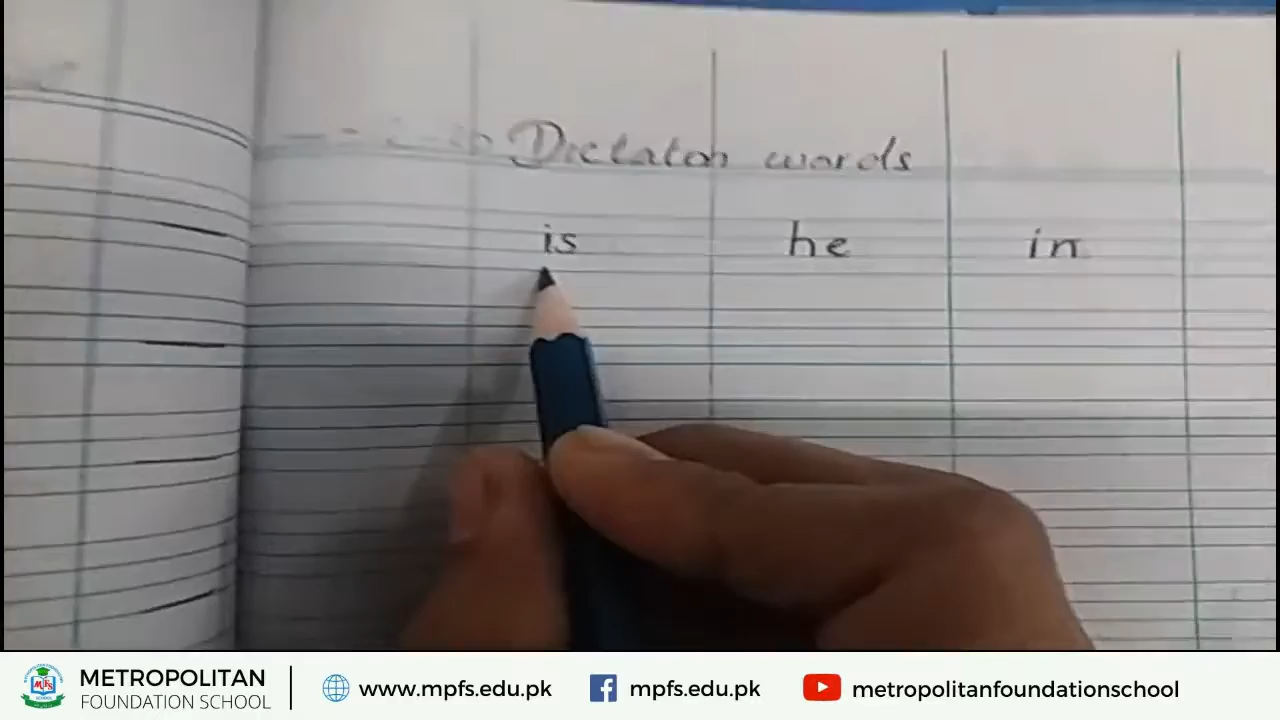 Dictaton words
is he in
METROPOLITAN
FOUNDATION SCHOOL
www.mpfs.edu.pk
mpfs.edu.pk
metropolitanfoundationschool